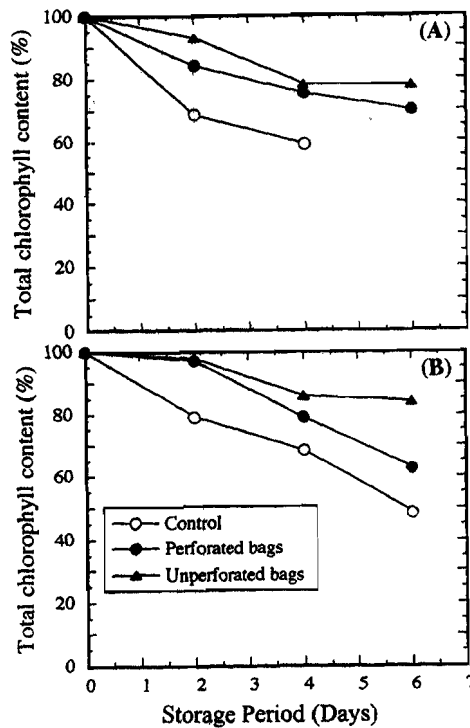 100
80
60
40
20
0
Total chlorophyll content (%)
(A)
100
80
60
40
20
0
Total chlorophyll content (%)
(B)
Control
Perforated bags
Unperforated bags
0 1 2 3 4 5 6 7
Storage Period (Days)